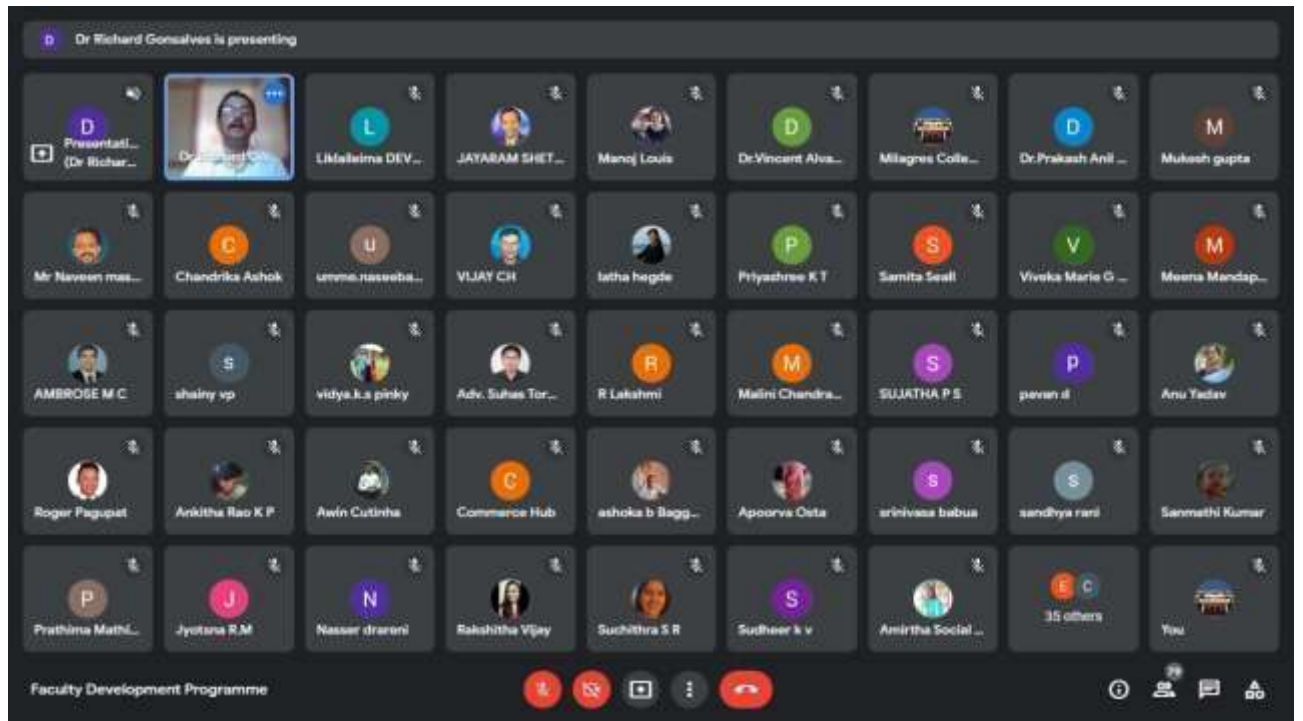 D Dr Richard Gonsalves is presenting
D
Presentati...
(Dr Richar...
L
Liklaileima DEV...
JAYARAM SHET...
Manoj Louis
D
Dr.Vincent Alva...
Milagres Colle...
D
Dr.Prakash Anil ...
M
Mukesh gupta
Mr Naveen mas...
C
Chandrika Ashok
u
umme.naseeba...
VIJAY CH
latha hegde
P
Priyashree K T
S
Samita Seall
V
Viveka Marie G ...
M
Meena Mandap...
AMBROSE M C
s
shainy vp
vidya.k.s pinky
Adv. Suhas Tor...
R
R Lakshmi
M
Malini Chandra...
S
SUJATHA P S
p
pavan d
Anu Yadav
Roger Pagupat
Ankitha Rao K P
Awin Cutinha
C
Commerce Hub
ashoka b Bagg...
Apoorva Osta
s
srinivasa babua
s
sandhya rani
Sanmathi Kumar
P
Prathima Mathi...
J
Jyotsna R.M
N
Nasser drareni
Rakshitha Vijay
Suchithra S R
S
Sudheer k v
Amirtha Social ...
E C
35 others
You
Faculty Development Programme
79